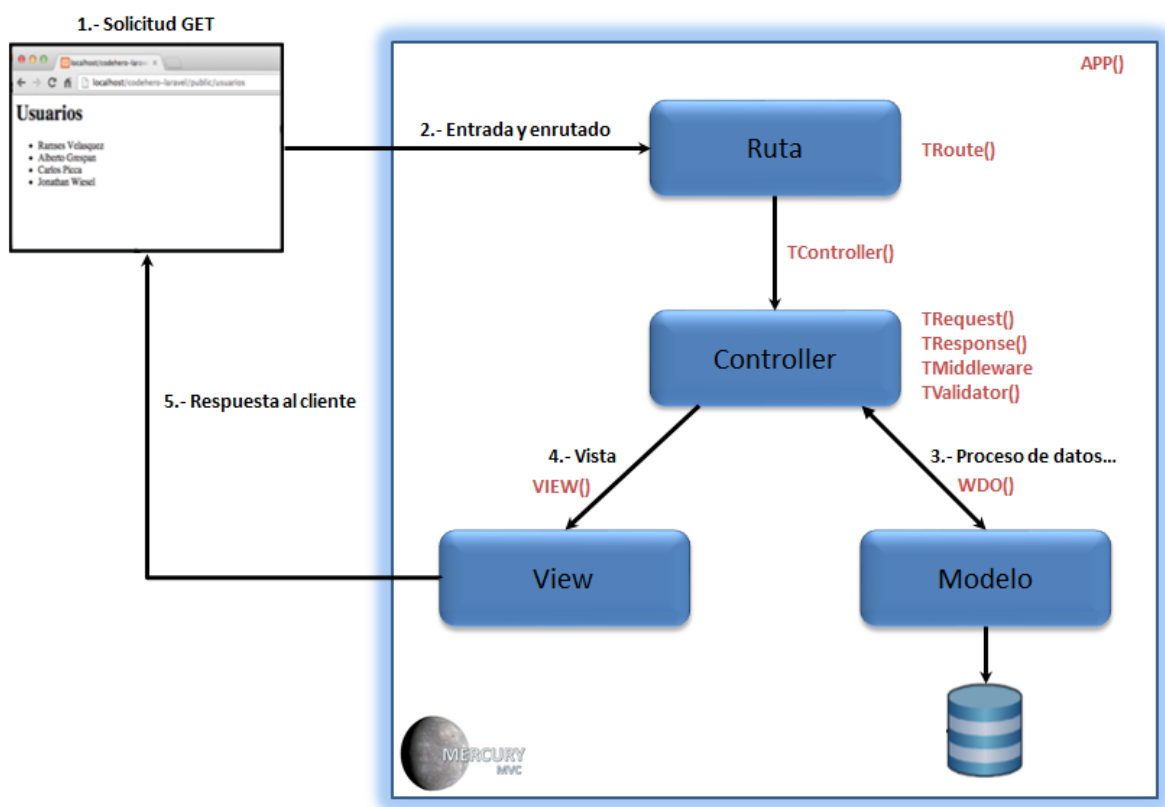 1.- Solicitud GET
localhost/codehero-larav
localhost/codehero-laravel/public/usuarios
Usuarios
Ramses Velasquez
Alberto Grespan
Carlos Picca
Jonathan Wiesel
APP()
2.- Entrada y enrutado
Ruta
TRoute()
TController()
Controller
TRequest()
TResponse()
TMiddleware
TValidator()
5.- Respuesta al cliente
4.- Vista
VIEW()
3.- Proceso de datos...
WDO()
View
Modelo
MERCURY
MVC